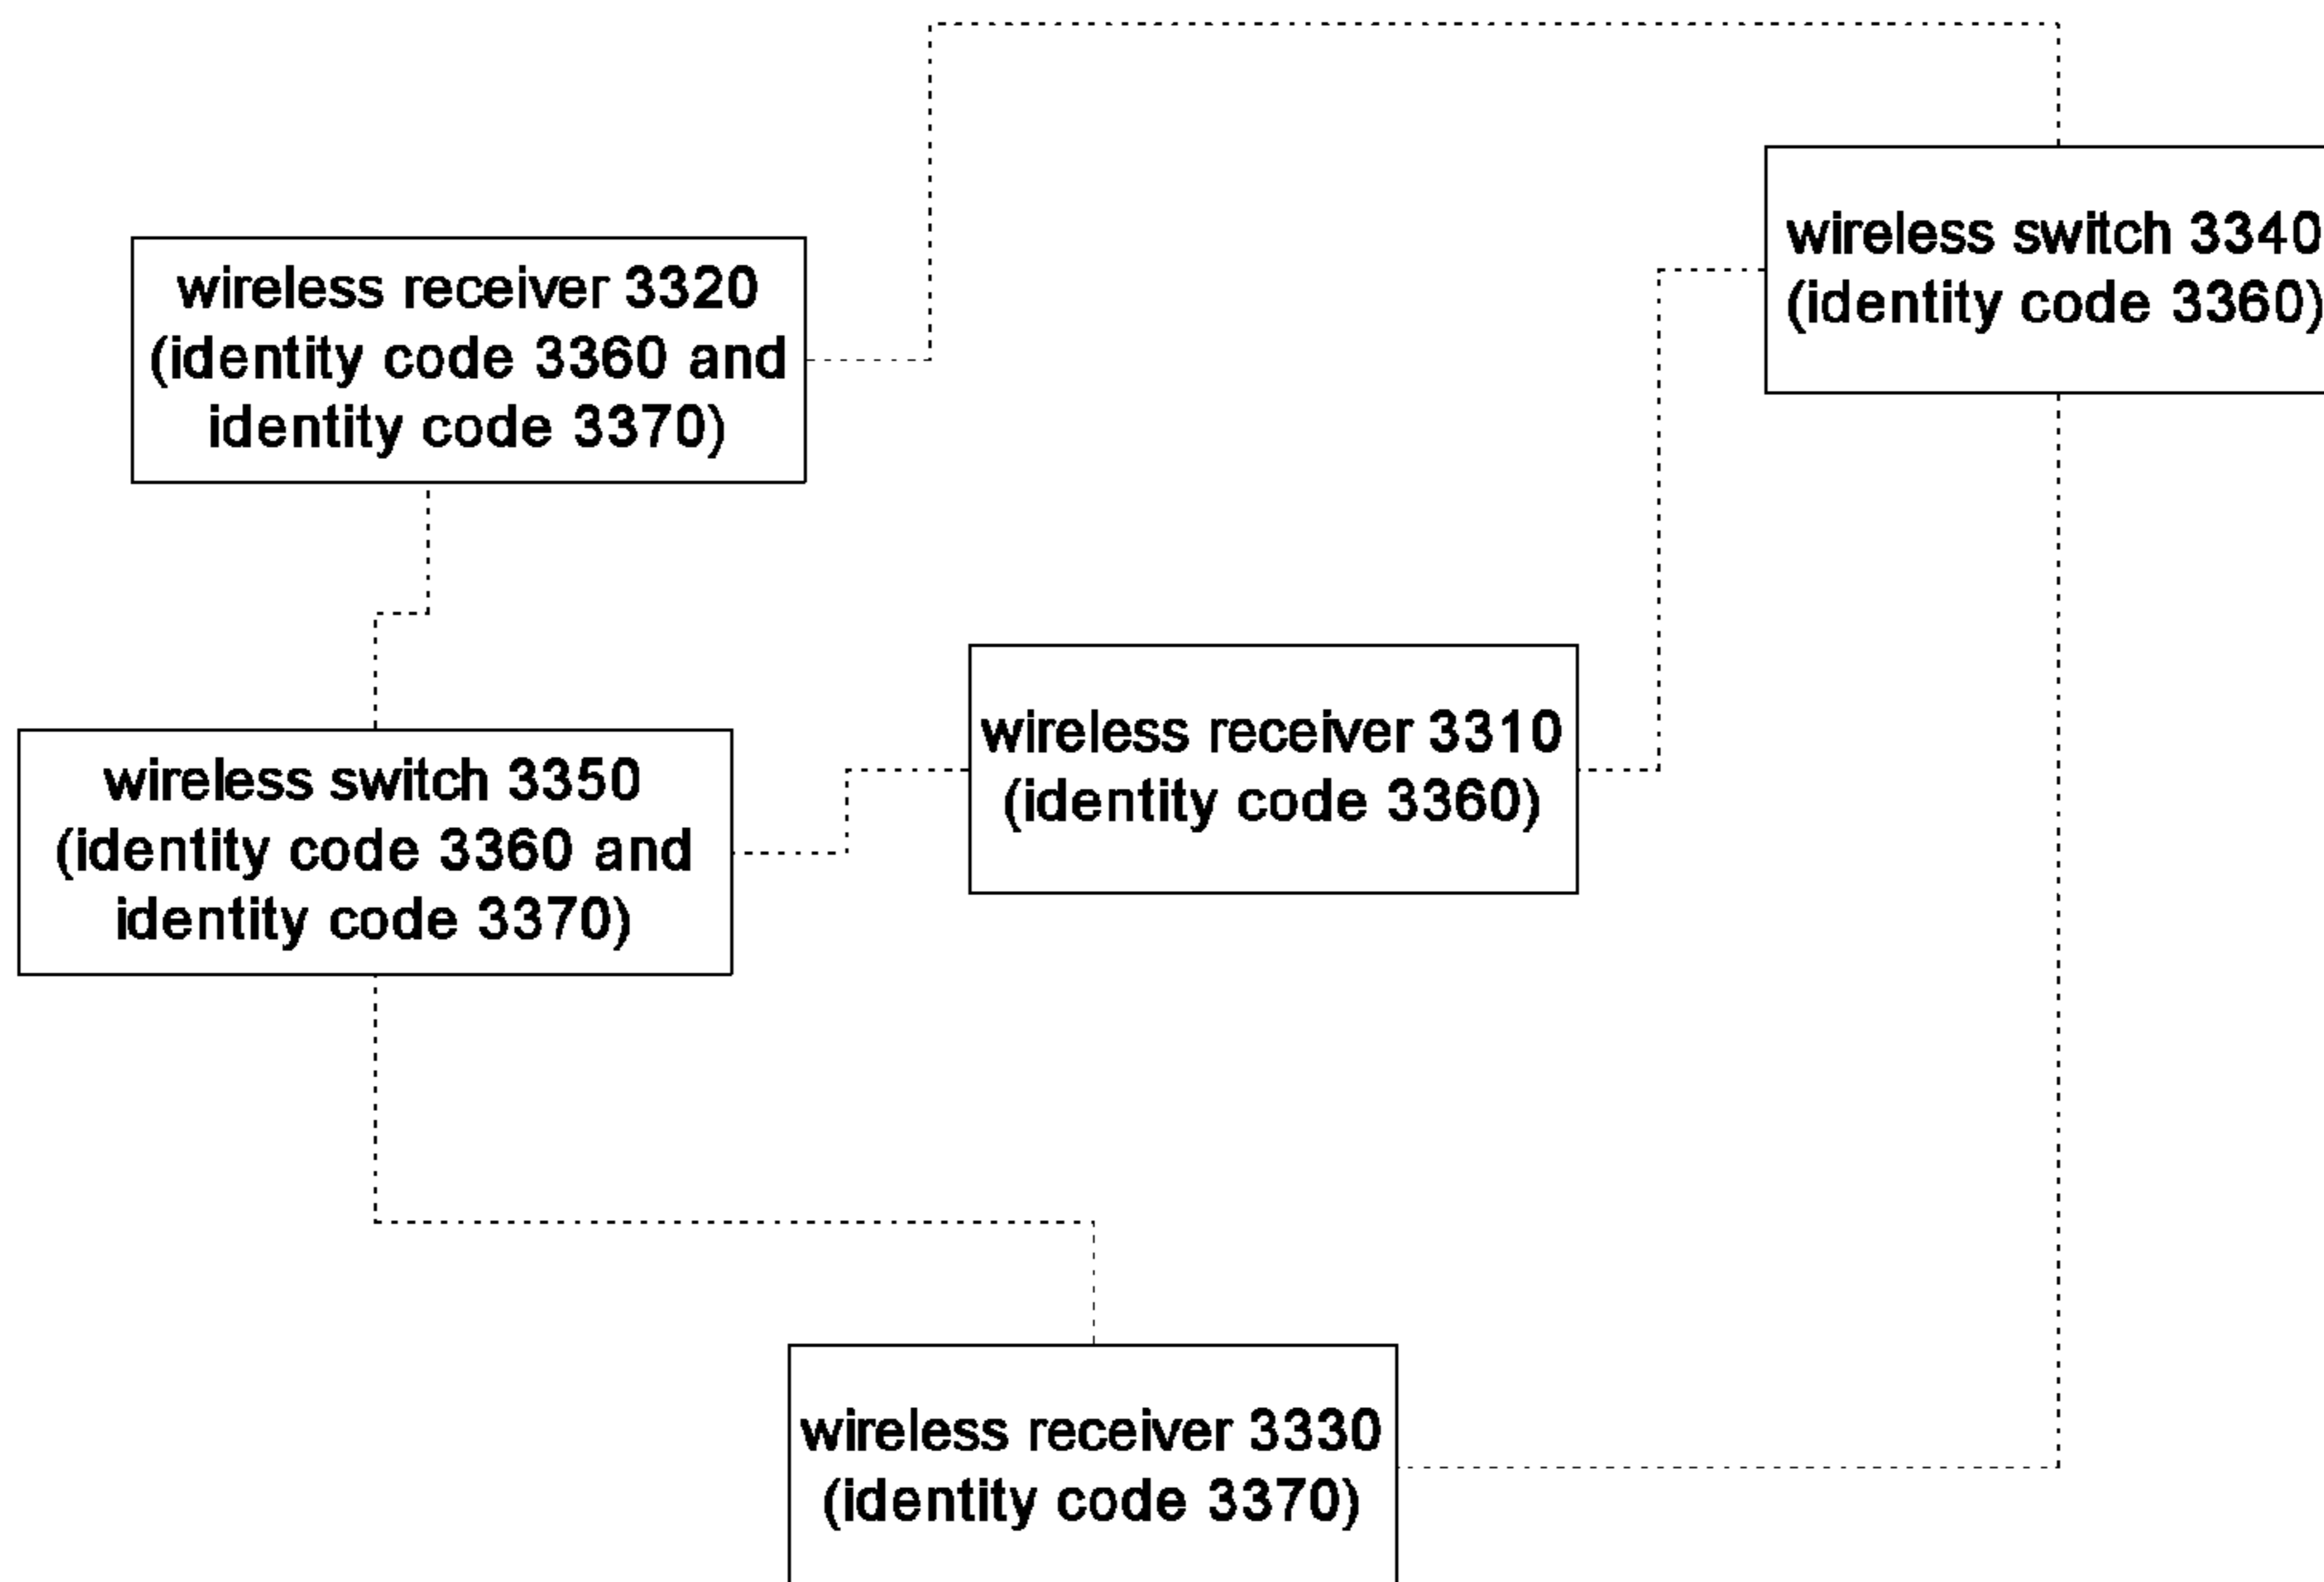 wireless switch 3340
(identity code 3360)
wireless receiver 3320
(identity code 3360 and
identity code 3370)
wireless receiver 3310
(identity code 3360)
wireless switch 3350
(identity code 3360 and
identity code 3370)
wireless receiver 3330
(identity code 3370)